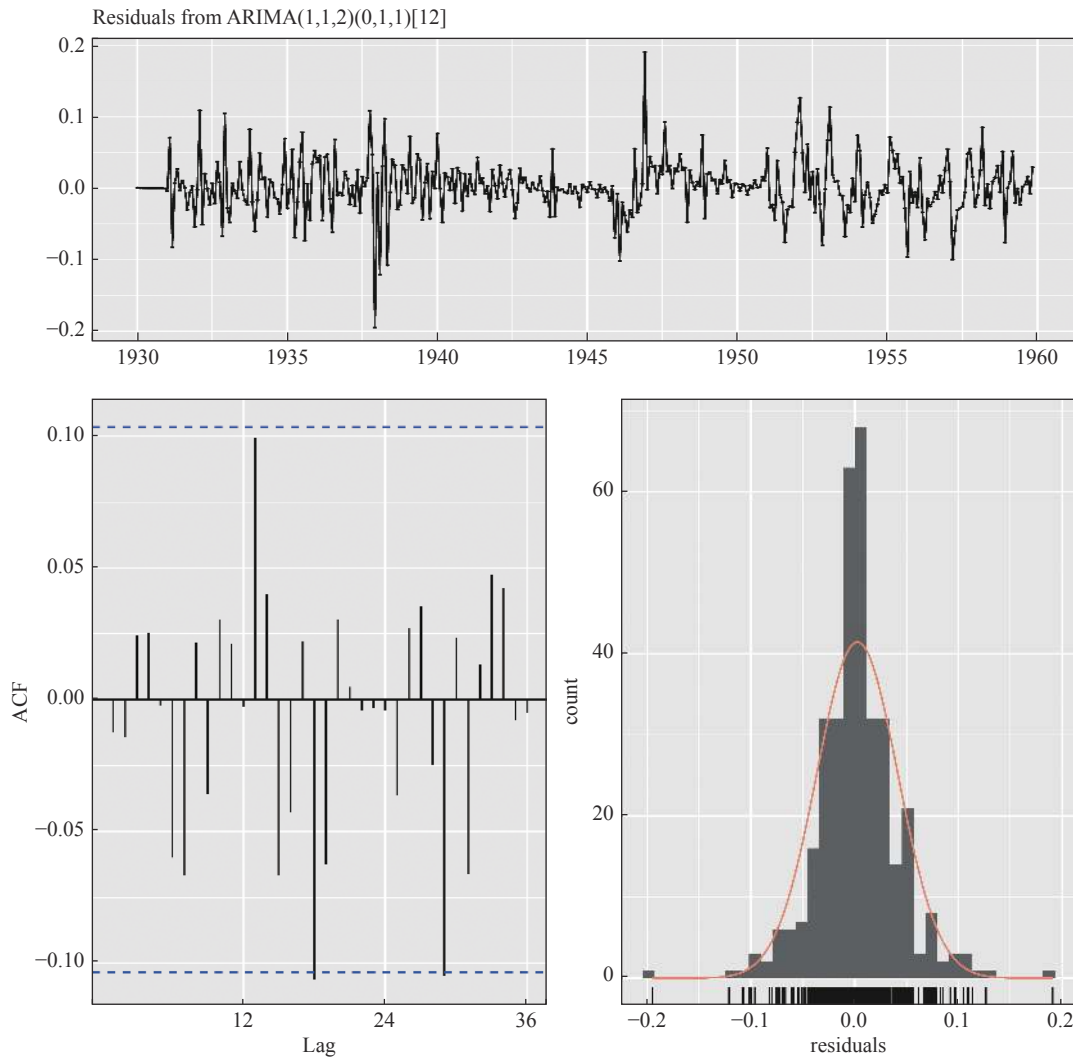 Residuals from ARIMA(1,1,2)(0,1,1)[12]
0.2
0.1
0.0
−0.1
−0.2
1930 1935 1940 1945 1950 1955 1960
0.10
0.05
0.00
−0.05
−0.10
ACF
12 24 36
Lag
60
40
20
0
count
−0.2 −0.1 0.0 0.1
residuals